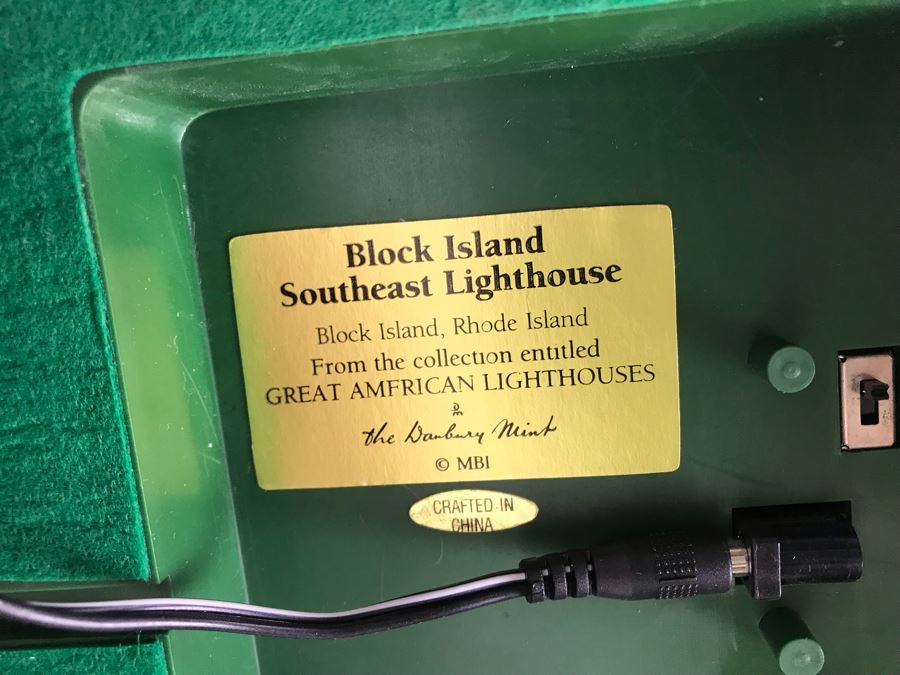 Block Island
Southeast Lighthouse
Block Island, Rhode Island
From the collection entitled
GREAT AMFRICAN LIGHTHOUSES
the Danbury Mint
© MBI
CRAFTED IN
CHINA